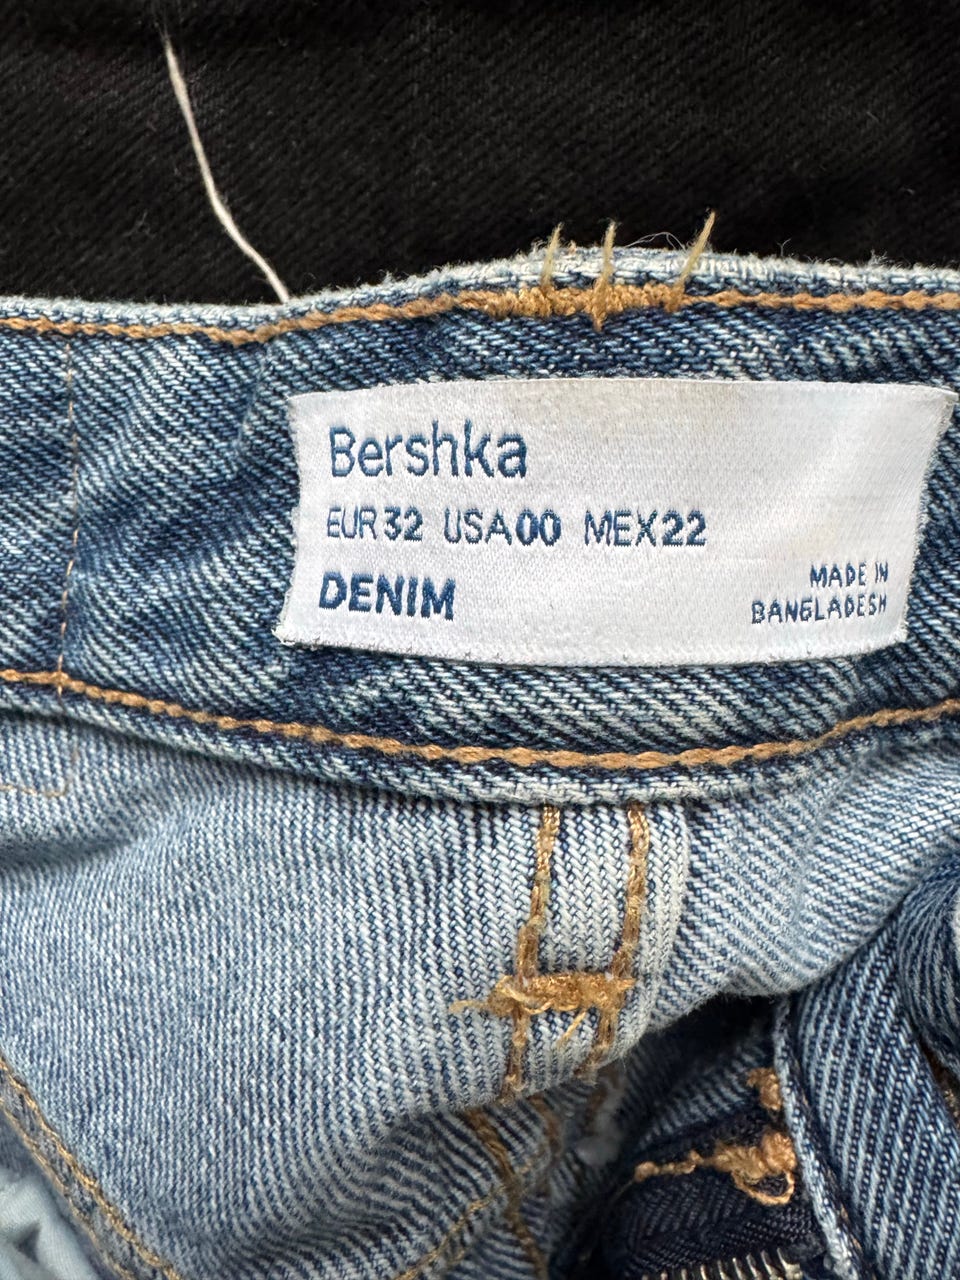 Bershka
EUR32 USA00 MEX22
DENIM
MADE IN
BANGLADESH